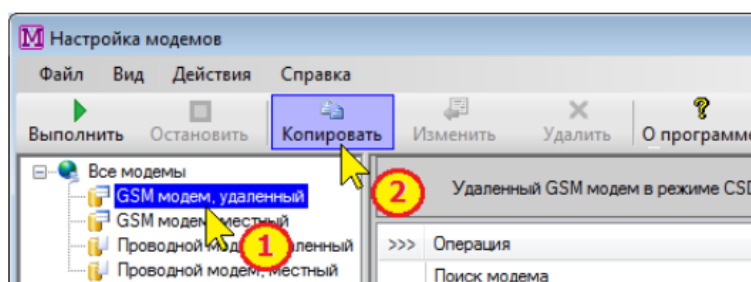 M Настройка модемов
Файл Вид Действия Справка
Выполнить Остановить Копировать Изменить Удалить О программе
Все модемы
GSM модем, удаленный
GSM модем, местный
Проводной модем, удаленный
Проводной модем, местный
1
2
Удаленный GSM модем в режиме CSD
>>> Операция
Поиск модема